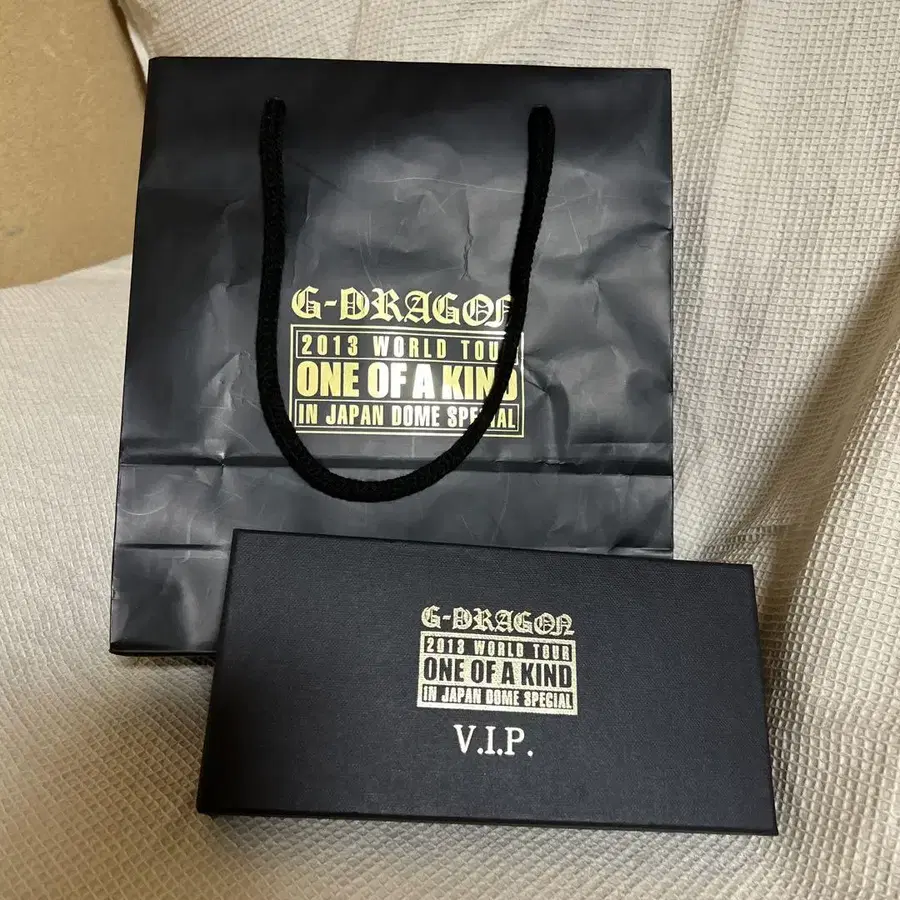 G-DRAGON
2013 WORLD TOUR
ONE OF A KIND
IN JAPAN DOME SPECIAL
G-DRAGON
2013 WORLD TOUR
ONE OF A KIND
IN JAPAN DOME SPECIAL
V.I.P.